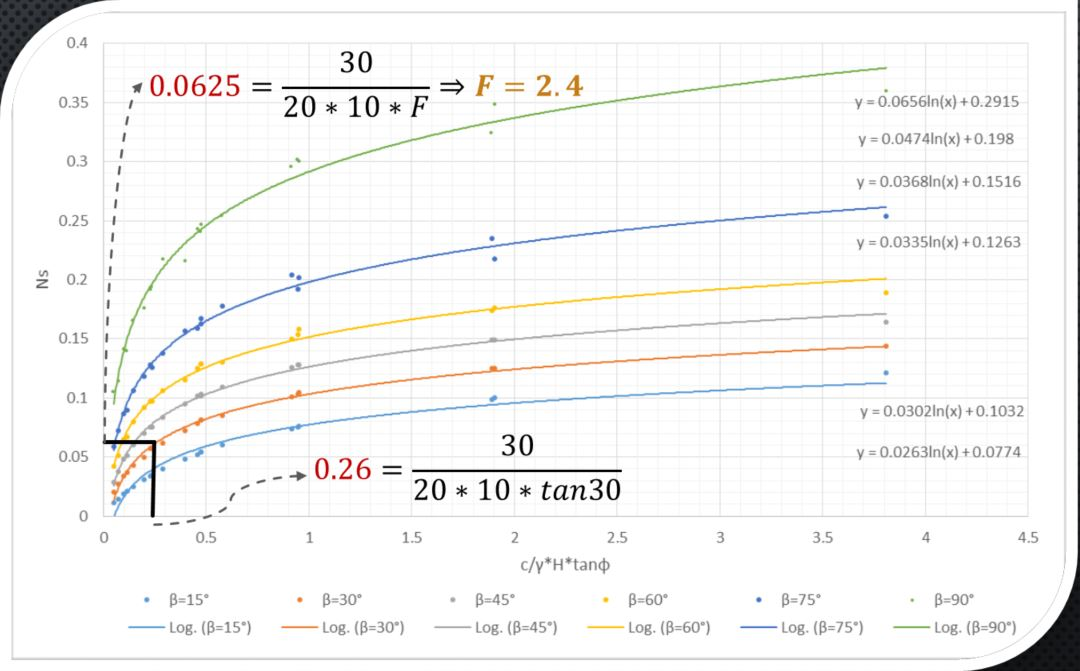 0.4
0.35
0.3
0.25
0.2
0.15
0.1
0.05
0
Ns
0.0625 = 30 / (20 * 10 * F) ⇒ F = 2.4
y = 0.0656ln(x) + 0.2915
y = 0.0474ln(x) + 0.198
y = 0.0368ln(x) + 0.1516
y = 0.0335ln(x) + 0.1263
y = 0.0302ln(x) + 0.1032
y = 0.0263ln(x) + 0.0774
0.26 = 30 / (20 * 10 * tan30)
0 0.5 1 1.5 2 2.5 3 3.5 4 4.5
c/γ*H*tanφ
β=15° β=30° β=45° β=60° β=75° β=90°
Log. (β=15°) Log. (β=30°) Log. (β=45°) Log. (β=60°) Log. (β=75°) Log. (β=90°)